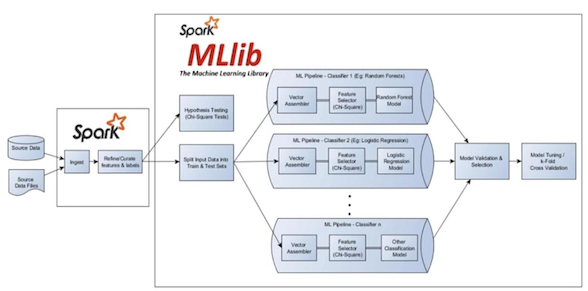 Spark
MLlib
The Machine Learning Library
Spark
Source Data
Source
Data Files
Ingest
Refine/Curate
features & labels
Hypothesis Testing
(Chi-Square Tests)
Split Input Data into
Train & Test Sets
ML Pipeline - Classifier 1 (Eg: Random Forests)
Vector
Assembler
Feature
Selector
(Chi-Square)
Random Forest
Model
ML Pipeline - Classifier 2 (Eg: Logistic Regression)
Vector
Assembler
Feature
Selector
(Chi-Square)
Logistic
Regression
Model
ML Pipeline - Classifier n
Vector
Assembler
Feature
Selector
(Chi-Square)
Other
Classification
Model
Model Validation &
Selection
Model Tuning /
k-Fold
Cross Validation